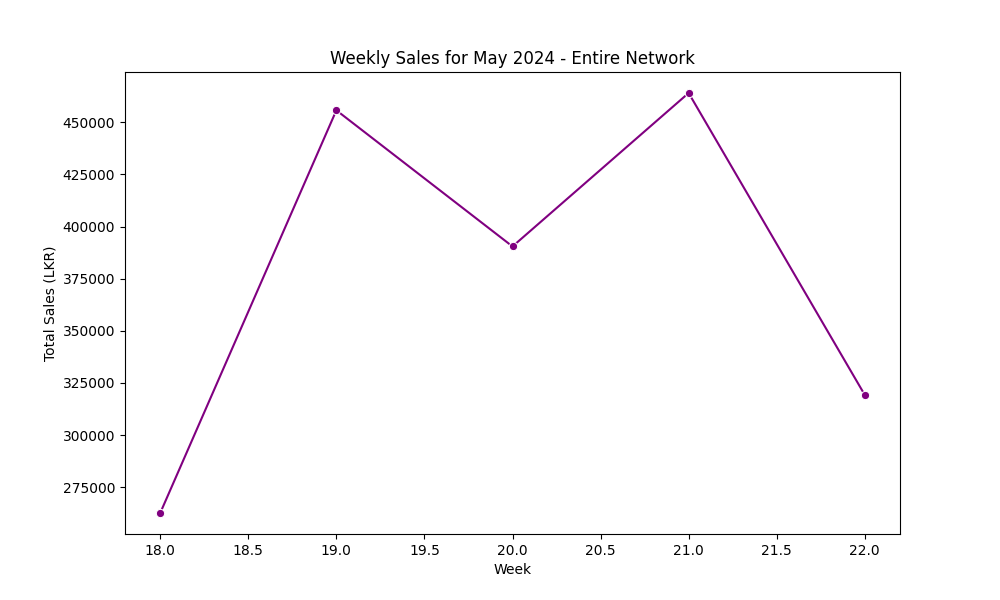 Weekly Sales for May 2024 - Entire Network
Total Sales (LKR)
450000
425000
400000
375000
350000
325000
300000
275000
18.0 18.5 19.0 19.5 20.0 20.5 21.0 21.5 22.0
Week